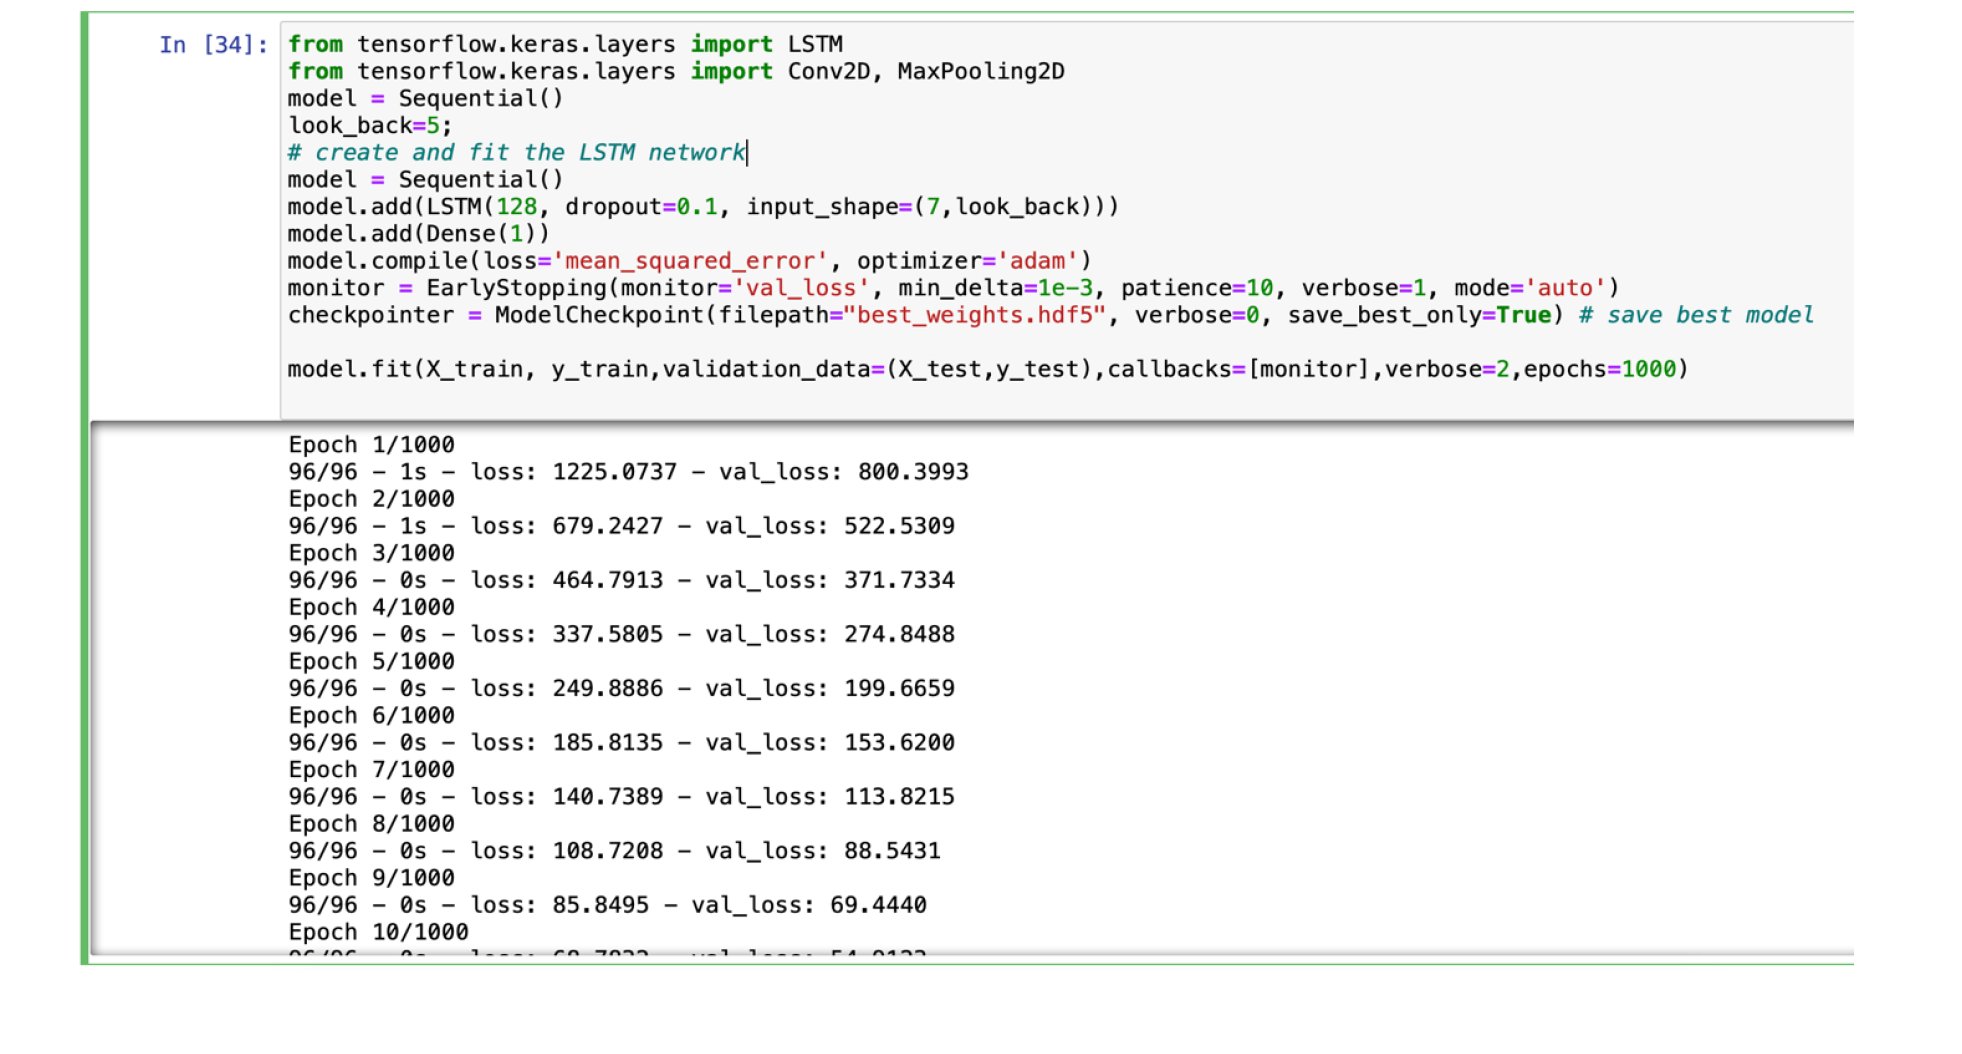 In [34]: from tensorflow.keras.layers import LSTM
from tensorflow.keras.layers import Conv2D, MaxPooling2D
model = Sequential()
look_back=5;
# create and fit the LSTM network
model = Sequential()
model.add(LSTM(128, dropout=0.1, input_shape=(7,look_back)))
model.add(Dense(1))
model.compile(loss='mean_squared_error', optimizer='adam')
monitor = EarlyStopping(monitor='val_loss', min_delta=1e-3, patience=10, verbose=1, mode='auto')
checkpointer = ModelCheckpoint(filepath="best_weights.hdf5", verbose=0, save_best_only=True) # save best model
model.fit(X_train, y_train,validation_data=(X_test,y_test),callbacks=[monitor],verbose=2,epochs=1000)
Epoch 1/1000
96/96 - 1s - loss: 1225.0737 - val_loss: 800.3993
Epoch 2/1000
96/96 - 1s - loss: 679.2427 - val_loss: 522.5309
Epoch 3/1000
96/96 - 0s - loss: 464.7913 - val_loss: 371.7334
Epoch 4/1000
96/96 - 0s - loss: 337.5805 - val_loss: 274.8488
Epoch 5/1000
96/96 - 0s - loss: 249.8886 - val_loss: 199.6659
Epoch 6/1000
96/96 - 0s - loss: 185.8135 - val_loss: 153.6200
Epoch 7/1000
96/96 - 0s - loss: 140.7389 - val_loss: 113.8215
Epoch 8/1000
96/96 - 0s - loss: 108.7208 - val_loss: 88.5431
Epoch 9/1000
96/96 - 0s - loss: 85.8495 - val_loss: 69.4440
Epoch 10/1000